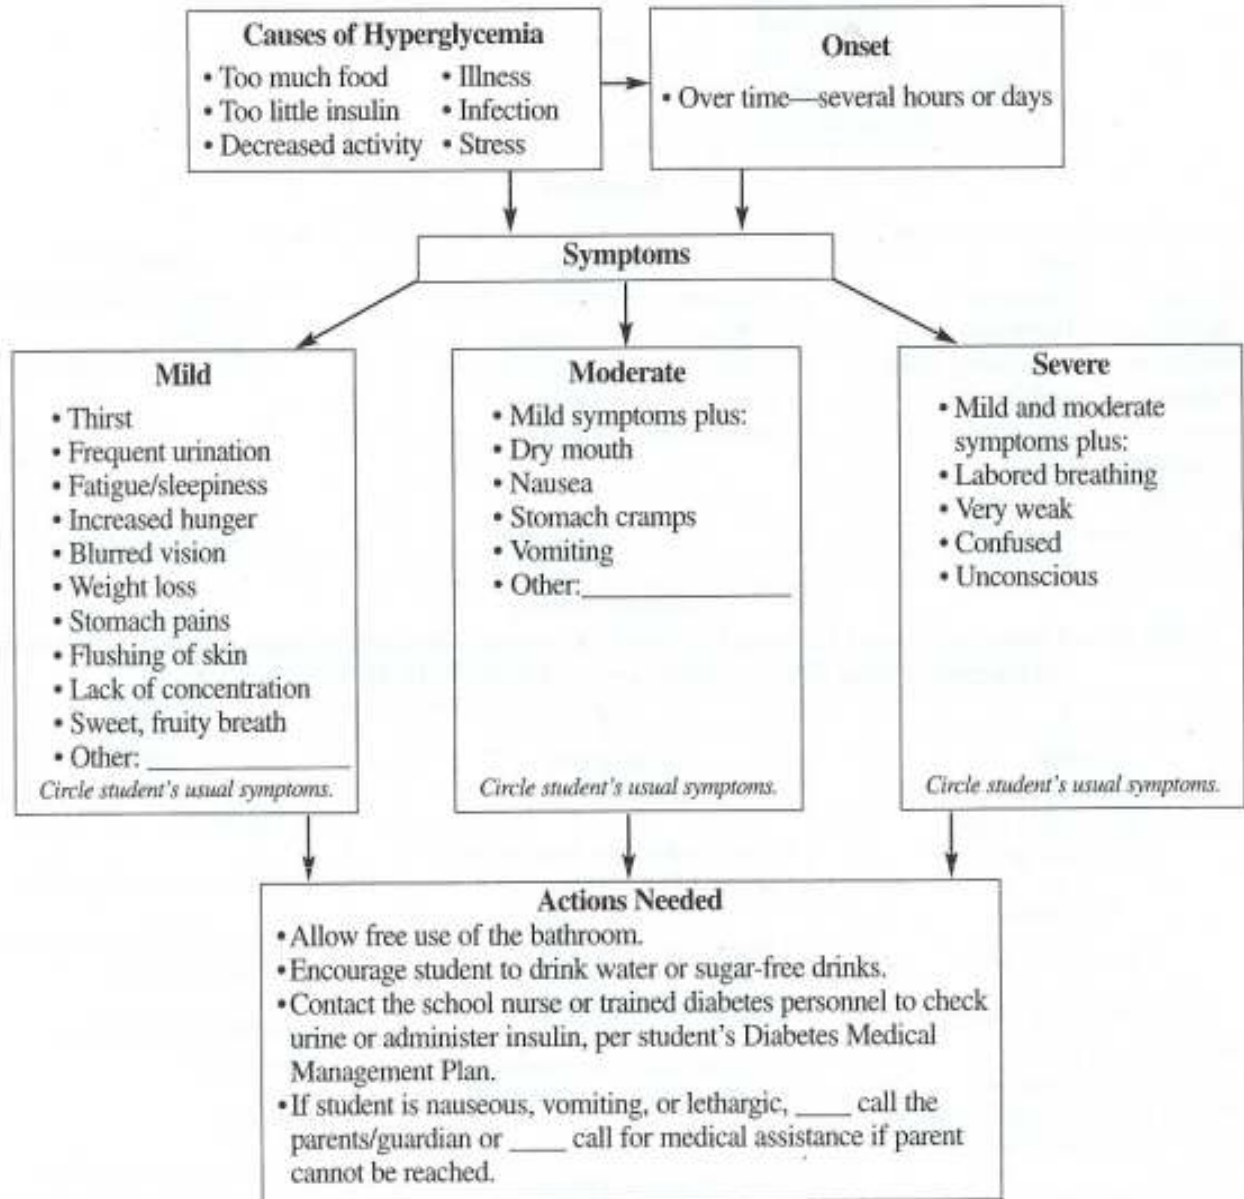 Causes of Hyperglycemia
• Too much food
• Too little insulin
• Decreased activity
• Illness
• Infection
• Stress
Onset
• Over time—several hours or days
Symptoms
Mild
• Thirst
• Frequent urination
• Fatigue/sleepiness
• Increased hunger
• Blurred vision
• Weight loss
• Stomach pains
• Flushing of skin
• Lack of concentration
• Sweet, fruity breath
• Other: ________________
Circle student's usual symptoms.
Moderate
• Mild symptoms plus:
• Dry mouth
• Nausea
• Stomach cramps
• Vomiting
• Other:________________
Circle student's usual symptoms.
Severe
• Mild and moderate
symptoms plus:
• Labored breathing
• Very weak
• Confused
• Unconscious
Circle student's usual symptoms.
Actions Needed
• Allow free use of the bathroom.
• Encourage student to drink water or sugar-free drinks.
• Contact the school nurse or trained diabetes personnel to check
urine or administer insulin, per student's Diabetes Medical
Management Plan.
• If student is nauseous, vomiting, or lethargic, ____ call the
parents/guardian or ____ call for medical assistance if parent
cannot be reached.